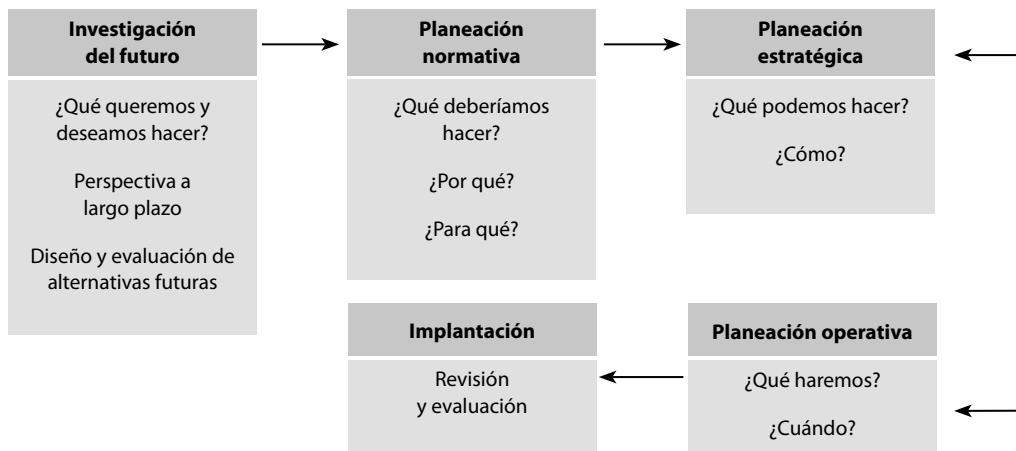 Investigación
del futuro
¿Qué queremos y
deseamos hacer?
Perspectiva a
largo plazo
Diseño y evaluación de
alternativas futuras
Planeación
normativa
¿Qué deberíamos
hacer?
¿Por qué?
¿Para qué?
Planeación
estratégica
¿Qué podemos hacer?
¿Cómo?
Implantación
Revisión
y evaluación
Planeación operativa
¿Qué haremos?
¿Cuándo?